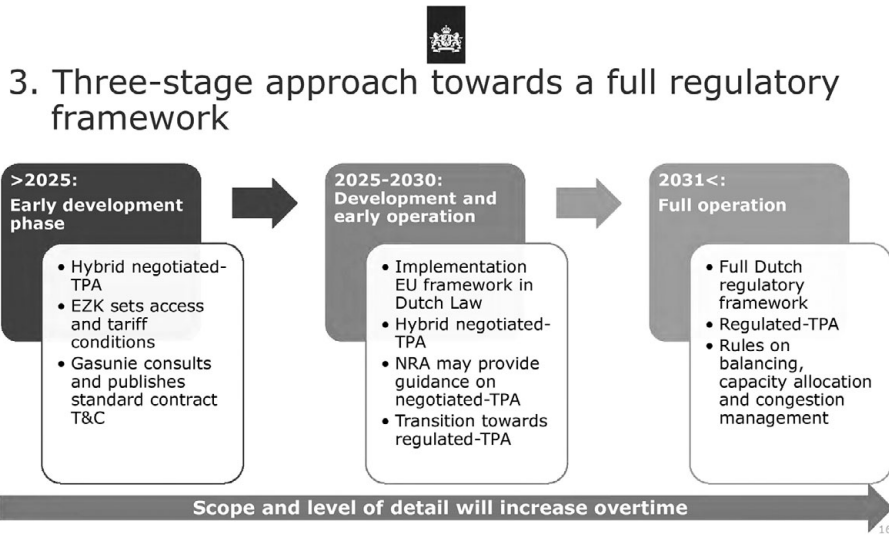 3. Three-stage approach towards a full regulatory
framework
>2025:
Early development
phase
• Hybrid negotiated-
TPA
• EZK sets access
and tariff
conditions
• Gasunie consults
and publishes
standard contract
T&C
2025-2030:
Development and
early operation
• Implementation
EU framework in
Dutch Law
• Hybrid negotiated-
TPA
• NRA may provide
guidance on
negotiated-TPA
• Transition towards
regulated-TPA
2031<:
Full operation
• Full Dutch
regulatory
framework
• Regulated-TPA
• Rules on
balancing,
capacity allocation
and congestion
management
Scope and level of detail will increase overtime
16